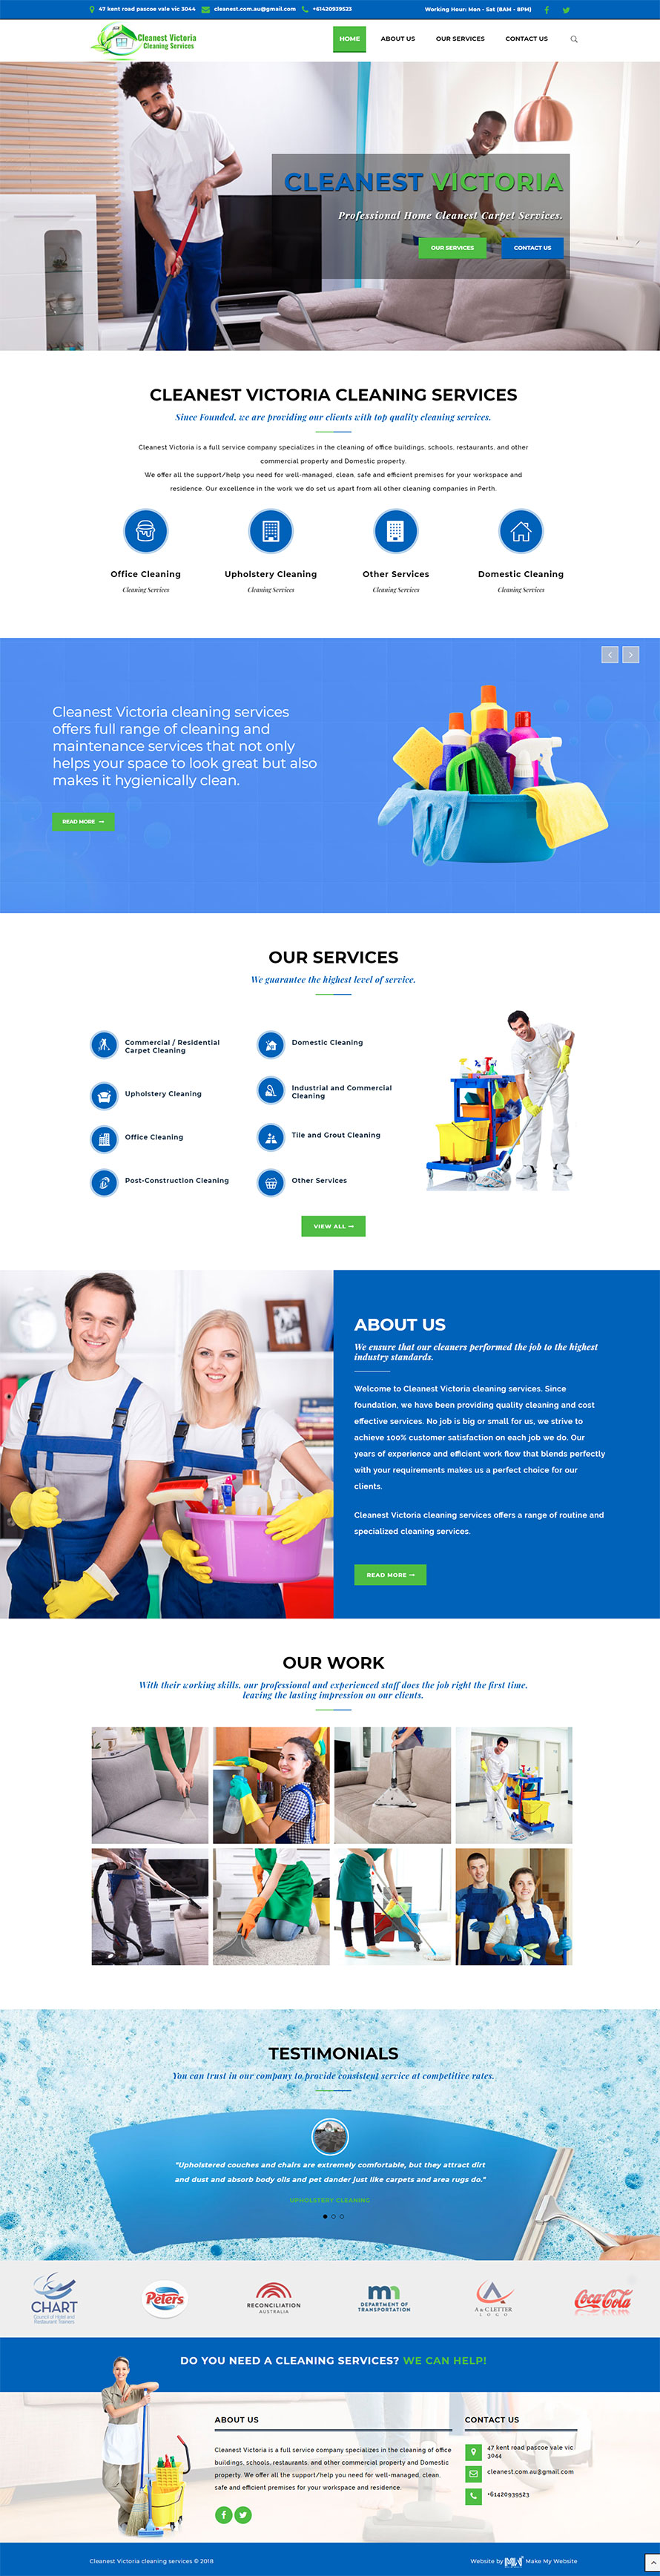 47 kent road pascoe vale vic 3044 cleanest.com.au@gmail.com +61420939523 Working Hour: Mon - Sat (8AM - 8PM)
Cleanest Victoria
Cleaning Services
HOME ABOUT US OUR SERVICES CONTACT US
CLEANEST VICTORIA
Professional Home Cleanest Carpet Services.
OUR SERVICES CONTACT US
CLEANEST VICTORIA CLEANING SERVICES
Since Founded, we are providing our clients with top quality cleaning services.
Cleanest Victoria is a full service company specializes in the cleaning of office buildings, schools, restaurants, and other
commercial property and Domestic property.
We offer all the support/help you need for well-managed, clean, safe and efficient premises for your workspace and
residence. Our excellence in the work we do set us apart from all other cleaning companies in Perth.
Office Cleaning Upholstery Cleaning Other Services Domestic Cleaning
Cleaning Services Cleaning Services Cleaning Services Cleaning Services
Cleanest Victoria cleaning services
offers full range of cleaning and
maintenance services that not only
helps your space to look great but also
makes it hygienically clean.
READ MORE
OUR SERVICES
We guarantee the highest level of service.
Commercial / Residential
Carpet Cleaning
Domestic Cleaning
Upholstery Cleaning
Industrial and Commercial
Cleaning
Office Cleaning
Tile and Grout Cleaning
Post-Construction Cleaning
Other Services
VIEW ALL
ABOUT US
We ensure that our cleaners performed the job to the highest
industry standards.
Welcome to Cleanest Victoria cleaning services. Since
foundation, we have been providing quality cleaning and cost
effective services. No job is big or small for us, we strive to
achieve 100% customer satisfaction on each job we do. Our
years of experience and efficient work flow that blends perfectly
with your requirements makes us a perfect choice for our
clients.
Cleanest Victoria cleaning services offers a range of routine and
specialized cleaning services.
READ MORE
OUR WORK
With their working skills, our professional and experienced staff does the job right the first time,
leaving the lasting impression on our clients.
TESTIMONIALS
You can trust in our company to provide consistent service at competitive rates.
"Upholstered couches and chairs are extremely comfortable, but they attract dirt
and dust and absorb body oils and pet dander just like carpets and area rugs do."
UPHOLSTERY CLEANING
CHART
Council of Hotel and
Restaurant Trainers
Peters
RECONCILIATION
AUSTRALIA
DEPARTMENT OF
TRANSPORTATION
A & C LETTER
LOGO
Coca-Cola
DO YOU NEED A CLEANING SERVICES? WE CAN HELP!
ABOUT US
Cleanest Victoria is a full service company specializes in the cleaning of office
buildings, schools, restaurants, and other commercial property and Domestic
property. We offer all the support/help you need for well-managed, clean,
safe and efficient premises for your workspace and residence.
CONTACT US
47 kent road pascoe vale vic
3044
cleanest.com.au@gmail.com
+61420939523
Cleanest Victoria cleaning services © 2018
Website by Make My Website